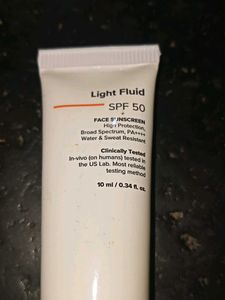 Light Fluid
SPF 50
FACE SUNSCREEN
High Protection,
Broad Spectrum, PA++++
Water & Sweat Resistant
Clinically Tested
In-vivo (on humans) tested in
the US Lab. Most reliable
testing method
10 ml / 0.34 fl. oz.